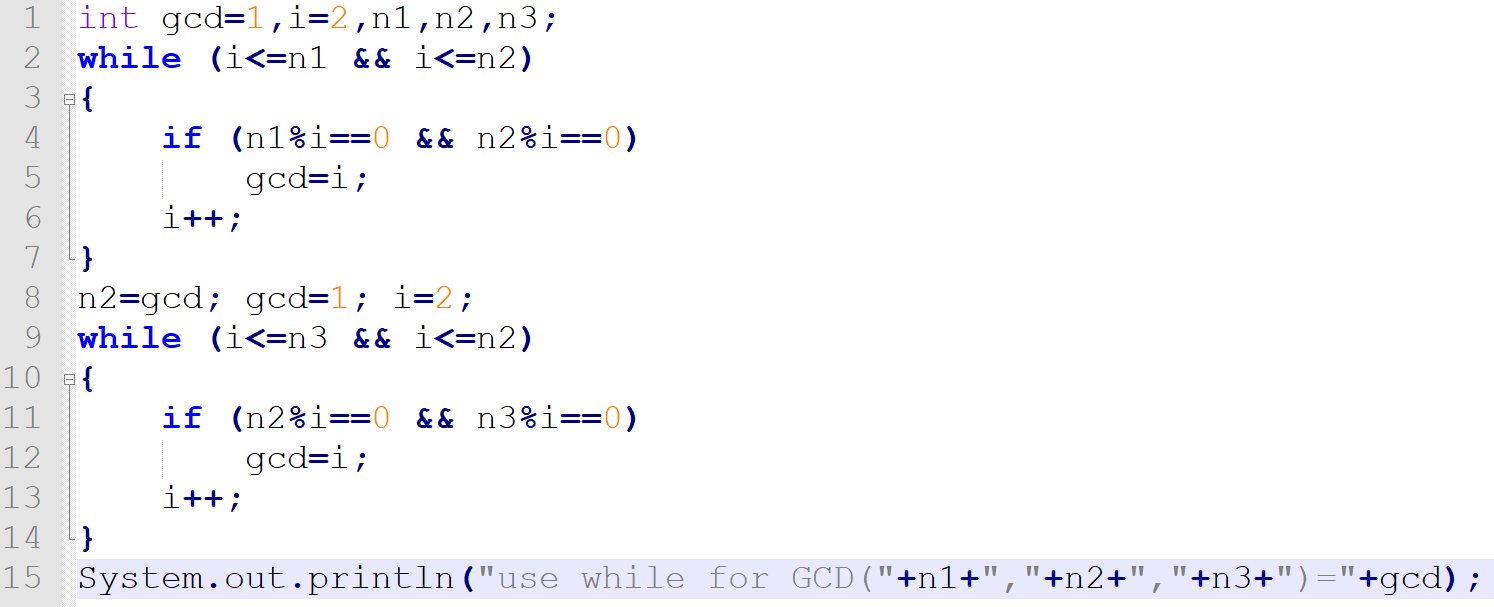 1 int gcd=1,i=2,n1,n2,n3;
2 while (i<=n1 && i<=n2)
3 {
4 if (n1%i==0 && n2%i==0)
5 gcd=i;
6 i++;
7 }
8 n2=gcd; gcd=1; i=2;
9 while (i<=n3 && i<=n2)
10 {
11 if (n2%i==0 && n3%i==0)
12 gcd=i;
13 i++;
14 }
15 System.out.println("use while for GCD("+n1+","+n2+","+n3+")="+gcd);